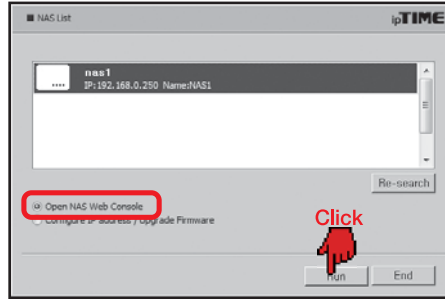 NAS List
ipTIME
nas1
IP:192.168.0.250 Name:NAS1
Re-search
Open NAS Web Console
Configure IP address / Upgrade Firmware
Click
Run
End